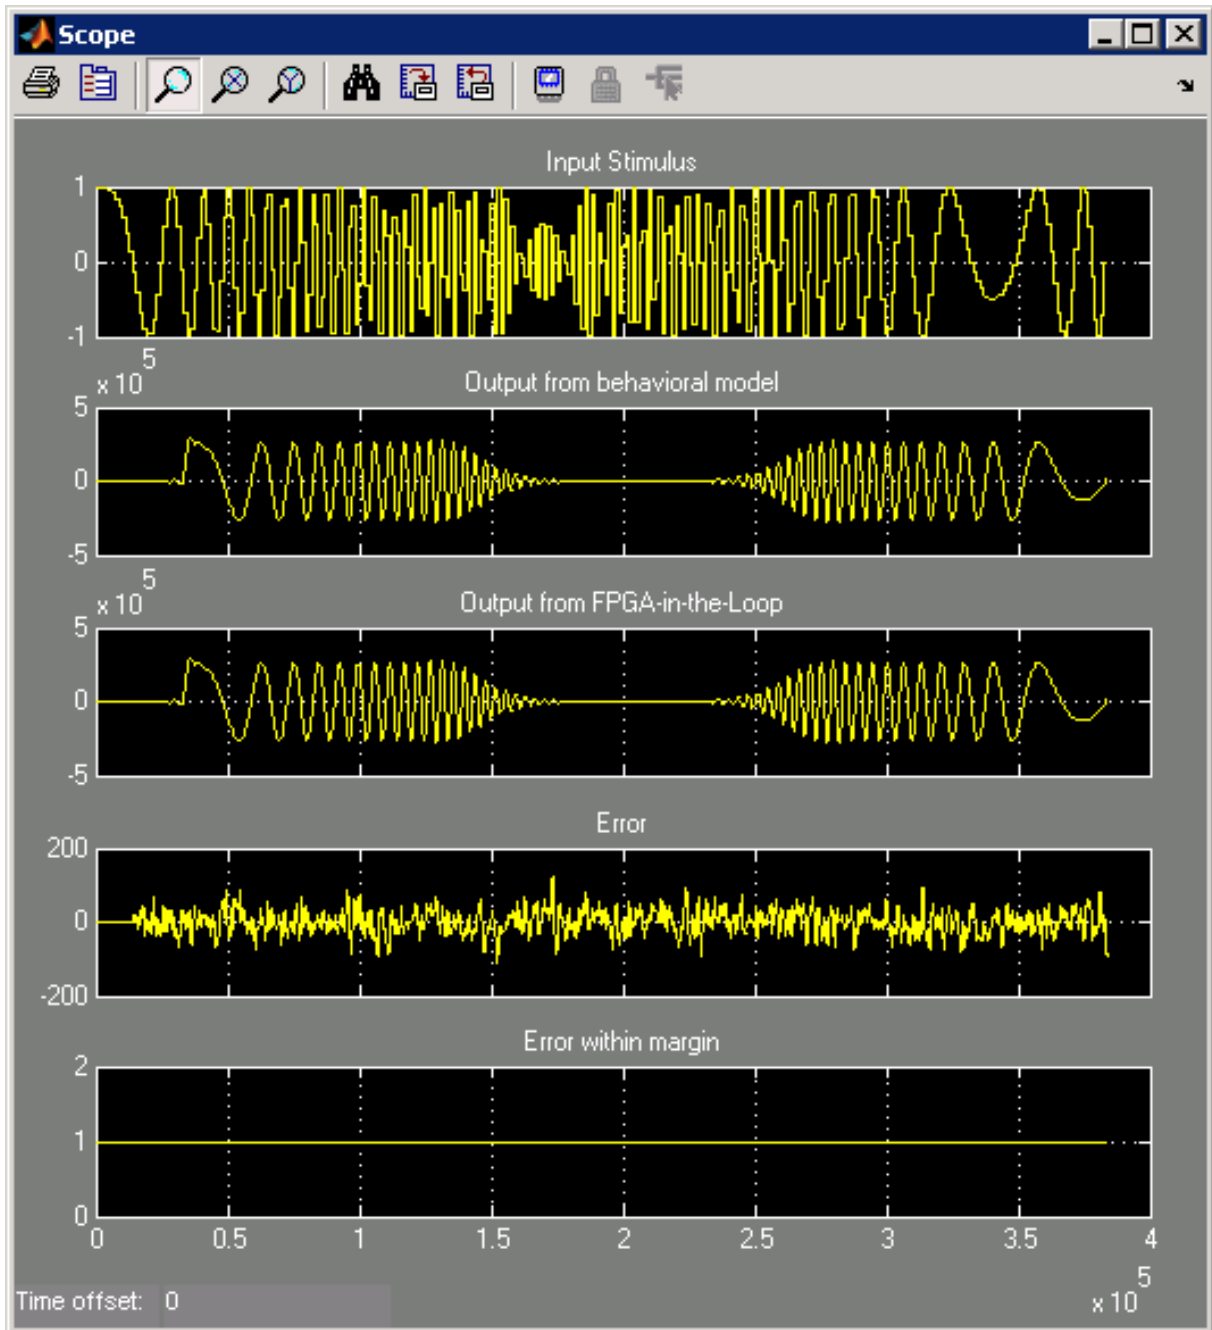 Scope
Input Stimulus
1
0
-1
x 10 5
Output from behavioral model
5
0
-5
x 10 5
Output from FPGA-in-the-Loop
5
0
-5
Error
200
0
-200
Error within margin
2
1
0
0 0.5 1 1.5 2 2.5 3 3.5 4
x 10 5
Time offset: 0